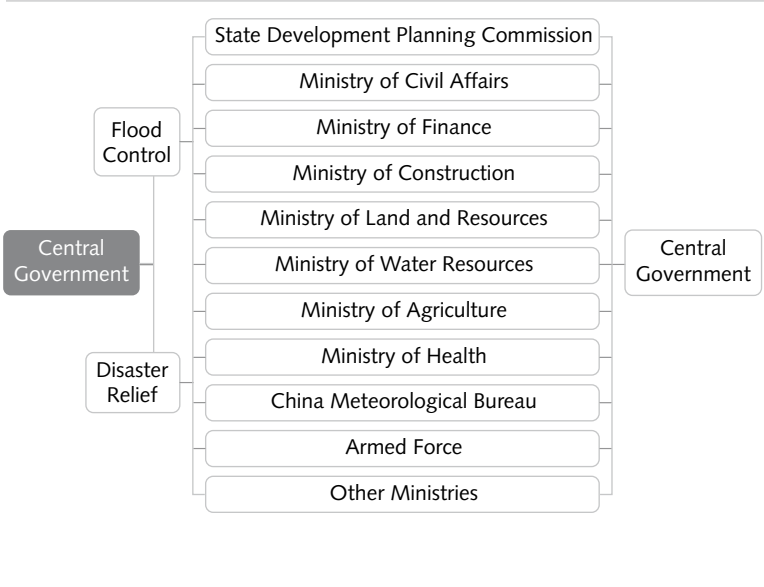 State Development Planning Commission
Ministry of Civil Affairs
Flood
Control
Ministry of Finance
Ministry of Construction
Ministry of Land and Resources
Central
Government
Ministry of Water Resources
Central
Government
Ministry of Agriculture
Disaster
Relief
Ministry of Health
China Meteorological Bureau
Armed Force
Other Ministries